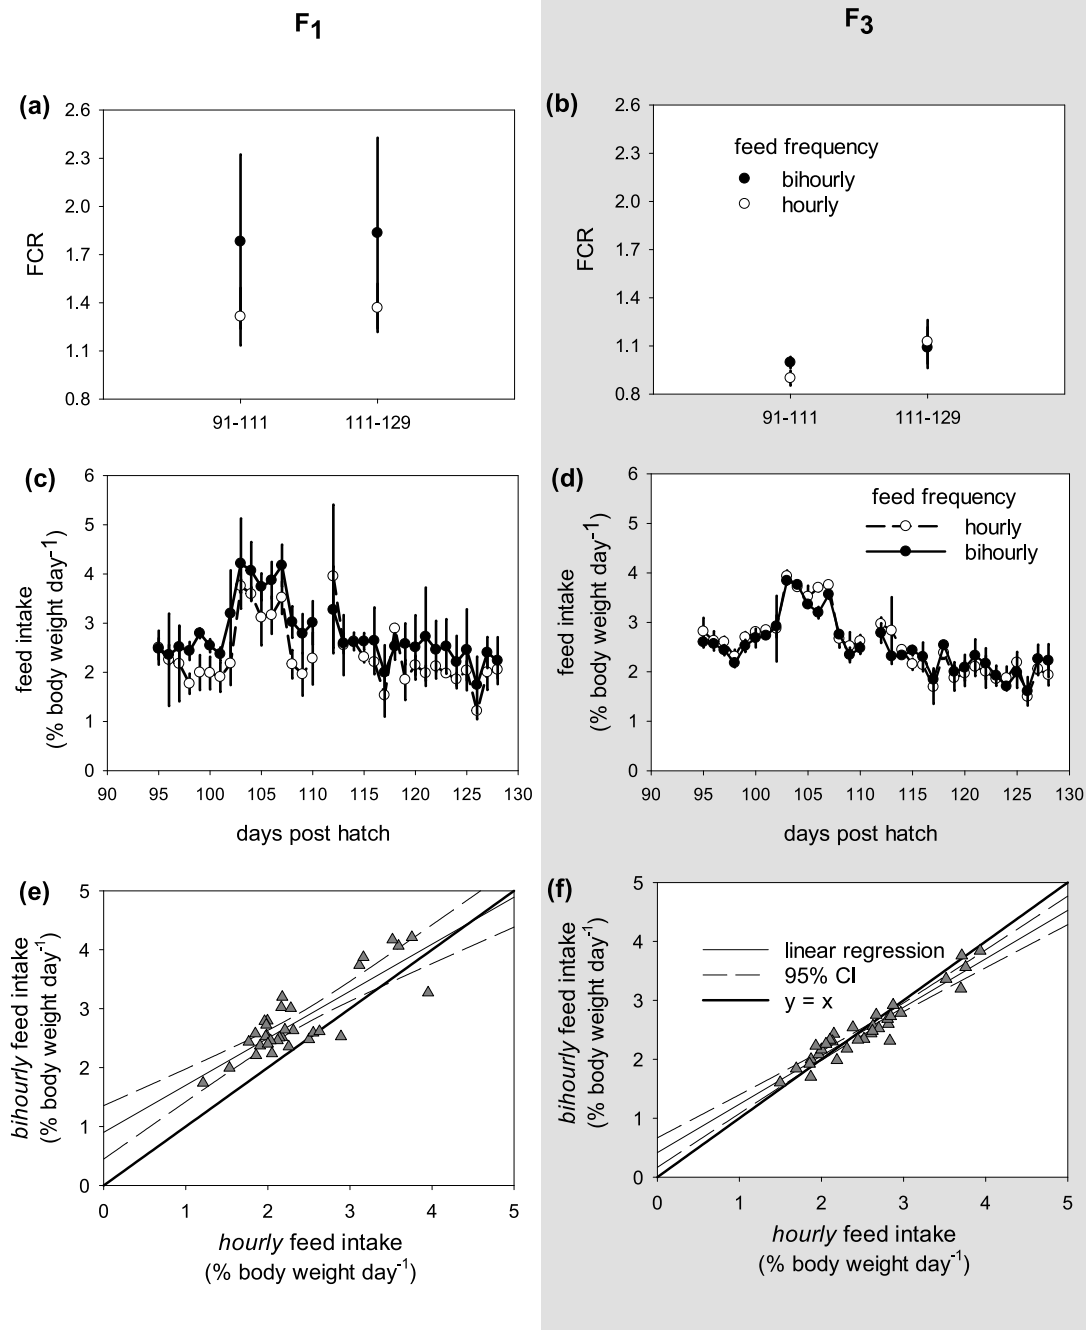 F1
F3
(a)
2.6
2.3
2.0
1.7
1.4
1.1
0.8
FCR
91-111
111-129
(b)
2.6
2.3
2.0
1.7
1.4
1.1
0.8
FCR
feed frequency
bihourly
hourly
91-111
111-129
(c)
6
5
4
3
2
1
0
feed intake
(% body weight day-1)
90 95 100 105 110 115 120 125 130
days post hatch
(d)
6
5
4
3
2
1
0
feed intake
(% body weight day-1)
feed frequency
hourly
bihourly
90 95 100 105 110 115 120 125 130
days post hatch
(e)
5
4
3
2
1
0
bihourly feed intake
(% body weight day-1)
0 1 2 3 4 5
hourly feed intake
(% body weight day-1)
(f)
5
4
3
2
1
0
bihourly feed intake
(% body weight day-1)
linear regression
95% CI
y = x
0 1 2 3 4 5
hourly feed intake
(% body weight day-1)